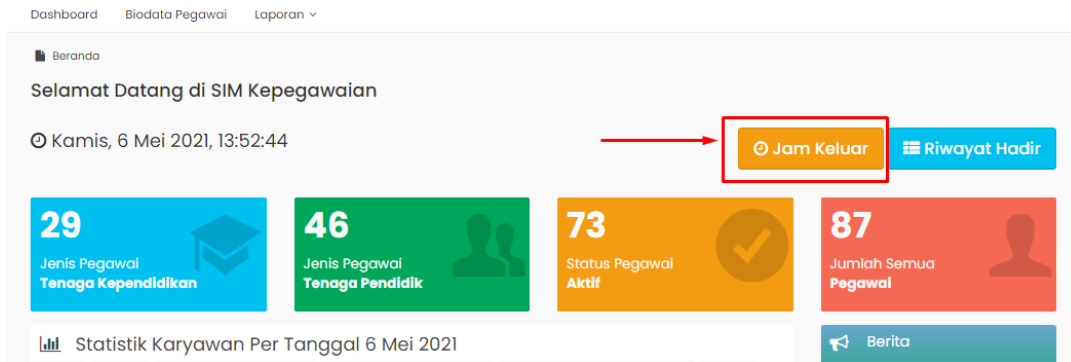 Dashboard Biodata Pegawai Laporan
Beranda
Selamat Datang di SIM Kepegawaian
Kamis, 6 Mei 2021, 13:52:44
Jam Keluar
Riwayat Hadir
29
Jenis Pegawai
Tenaga Kependidikan
46
Jenis Pegawai
Tenaga Pendidik
73
Status Pegawai
Aktif
87
Jumlah Semua
Pegawai
Statistik Karyawan Per Tanggal 6 Mei 2021
Berita